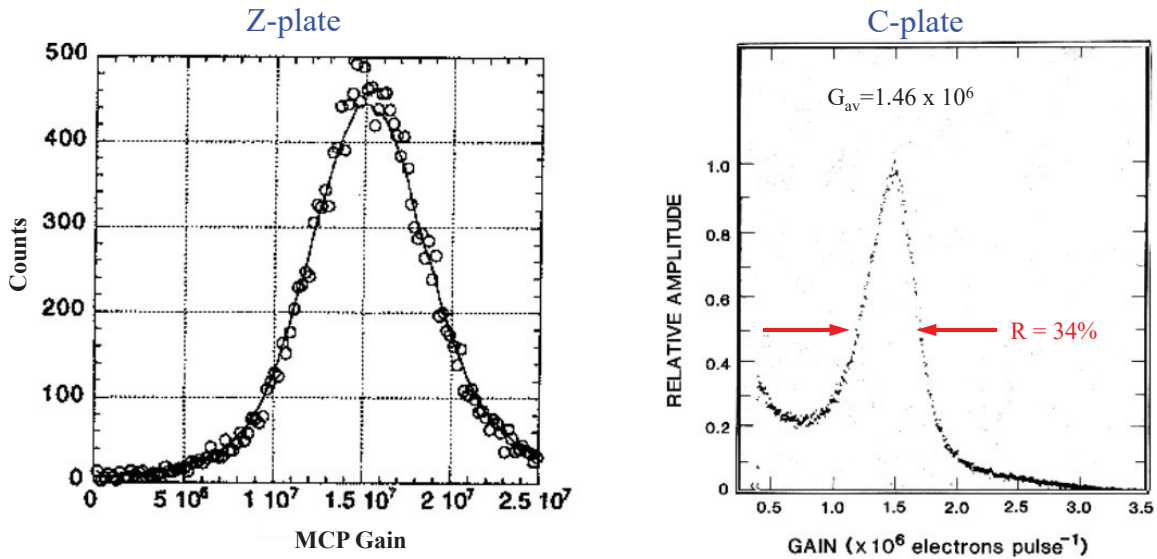 Z-plate
500
400
300
200
100
0
Counts
0 5 10⁶ 1 10⁷ 1.5 10⁷ 2 10⁷ 2.5 10⁷
MCP Gain
C-plate
Gₐᵥ=1.46 x 10⁶
1.0
0.8
0.6
0.4
0.2
0
RELATIVE AMPLITUDE
R = 34%
0.5 1.0 1.5 2.0 2.5 3.0 3.5
GAIN (×10⁶ electrons pulse⁻¹)